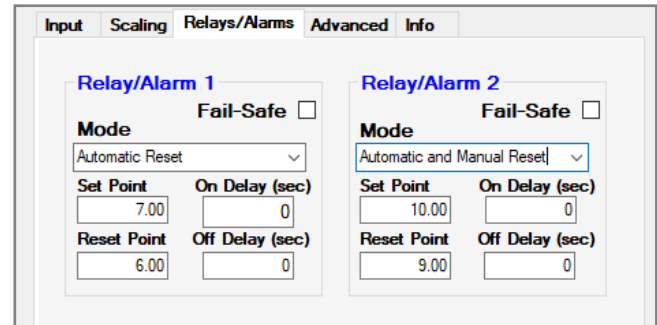 Input Scaling Relays/Alarms Advanced Info
Relay/Alarm 1
Fail-Safe
Mode
Automatic Reset
Set Point On Delay (sec)
7.00 0
Reset Point Off Delay (sec)
6.00 0
Relay/Alarm 2
Fail-Safe
Mode
Automatic and Manual Reset
Set Point On Delay (sec)
10.00 0
Reset Point Off Delay (sec)
9.00 0